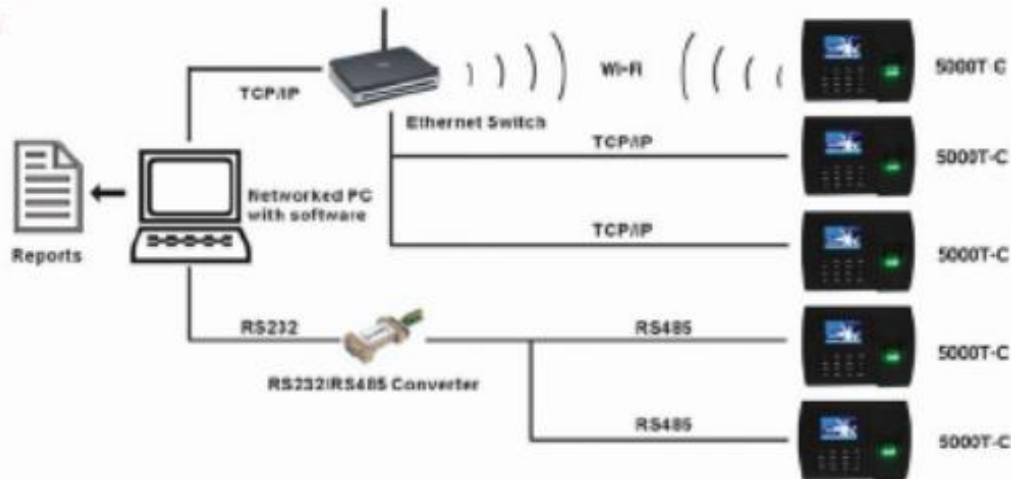 Wi-Fi
5000T-C
TCP/IP
Ethernet Switch
TCP/IP
5000T-C
Networked PC
with software
Reports
TCP/IP
5000T-C
RS232
RS485
5000T-C
RS232/RS485 Converter
RS485
5000T-C